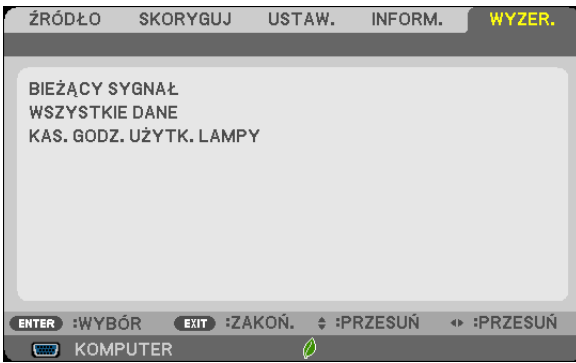 ŹRÓDŁO SKORYGUJ USTAW. INFORM. WYZER.
BIEŻĄCY SYGNAŁ
WSZYSTKIE DANE
KAS. GODZ. UŻYTK. LAMPY
ENTER :WYBÓR EXIT :ZAKOŃ. :PRZESUŃ :PRZESUŃ
KOMPUTER